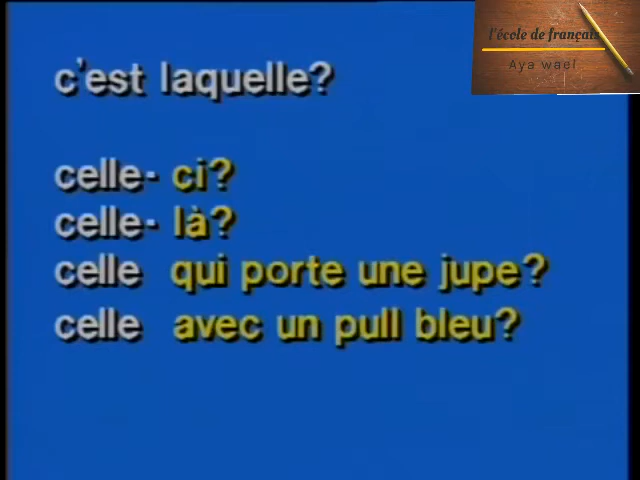 l'école de français
Aya wael
c'est laquelle?
celle- ci?
celle- là?
celle qui porte une jupe?
celle avec un pull bleu?